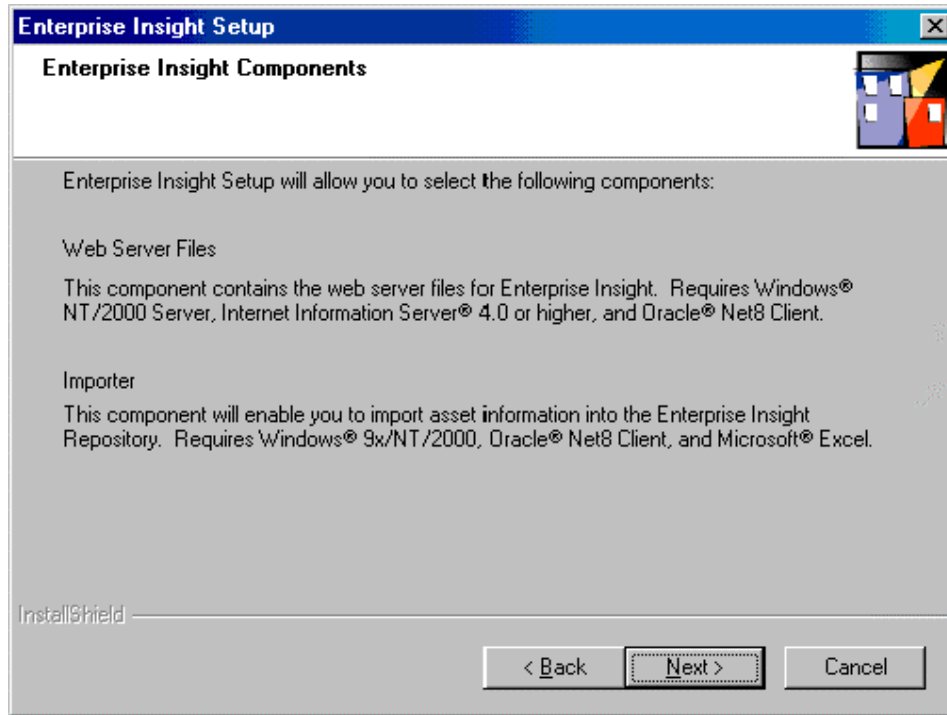 Enterprise Insight Setup
Enterprise Insight Components
Enterprise Insight Setup will allow you to select the following components:
Web Server Files
This component contains the web server files for Enterprise Insight. Requires Windows®
NT/2000 Server, Internet Information Server® 4.0 or higher, and Oracle® Net8 Client.
Importer
This component will enable you to import asset information into the Enterprise Insight
Repository. Requires Windows® 9x/NT/2000, Oracle® Net8 Client, and Microsoft® Excel.
InstallShield
< Back Next > Cancel